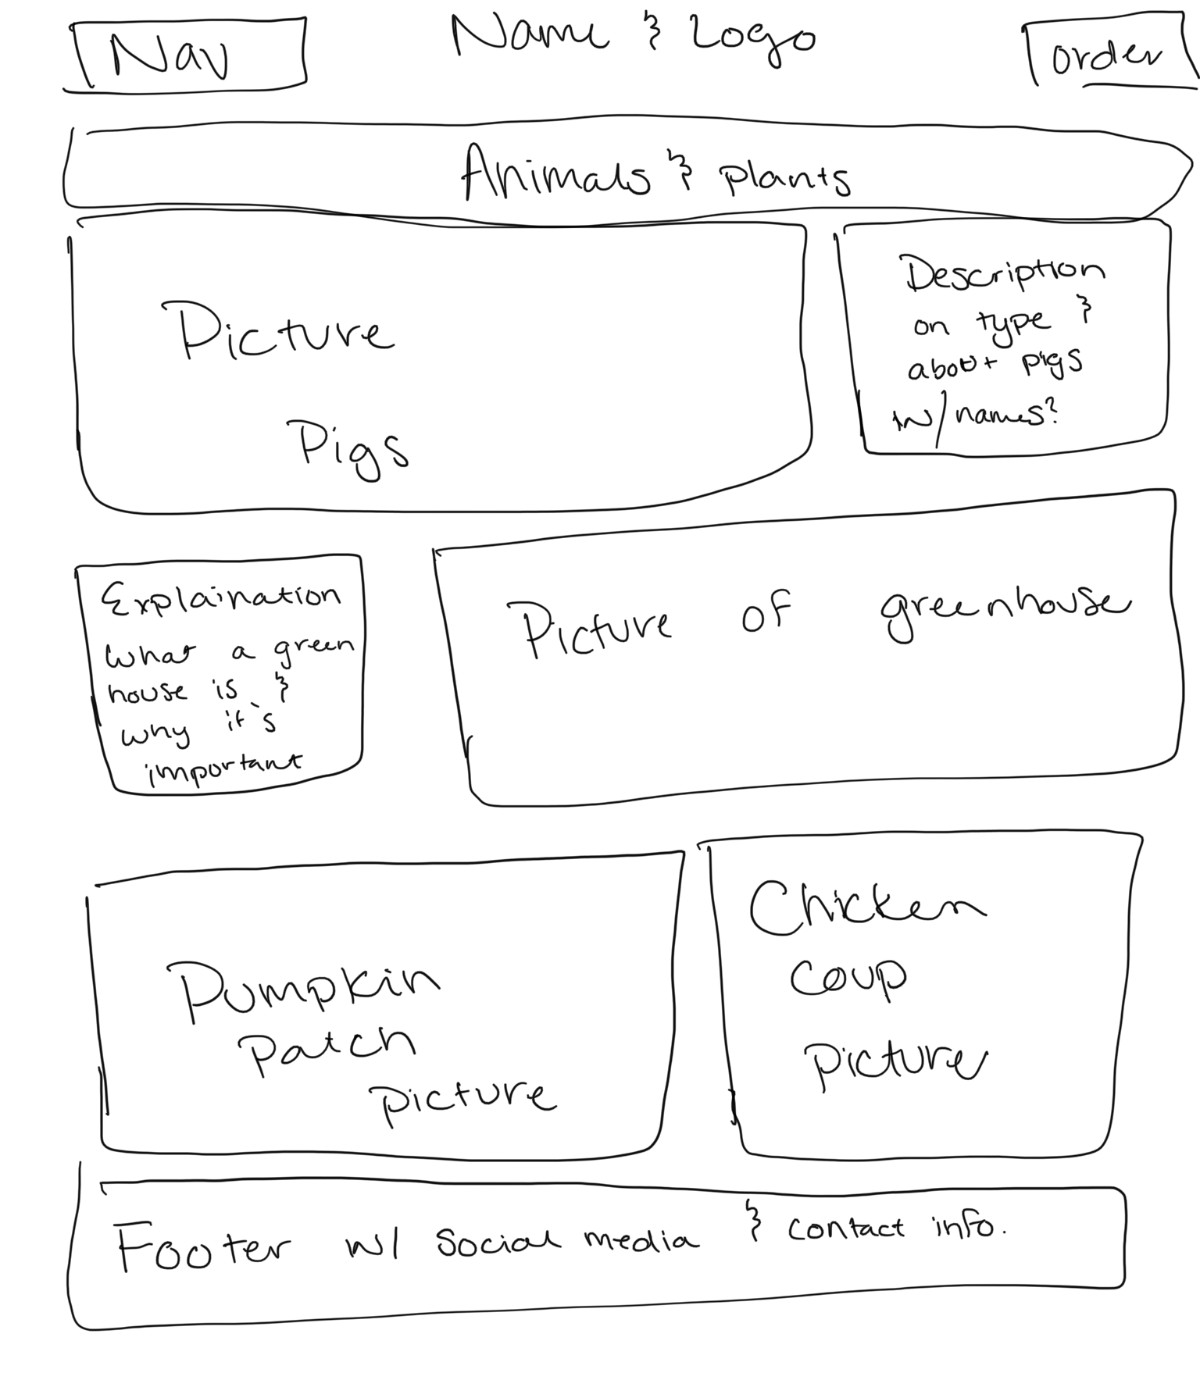 Nav
Name & Logo
order
Animals & plants
Picture
Pigs
Description
on type &
about pigs
w/names?
Explaination
what a green
house is &
why it's
important
Picture of greenhouse
Pumpkin
Patch
picture
Chicken
coup
picture
Footer w/ social media & contact info.